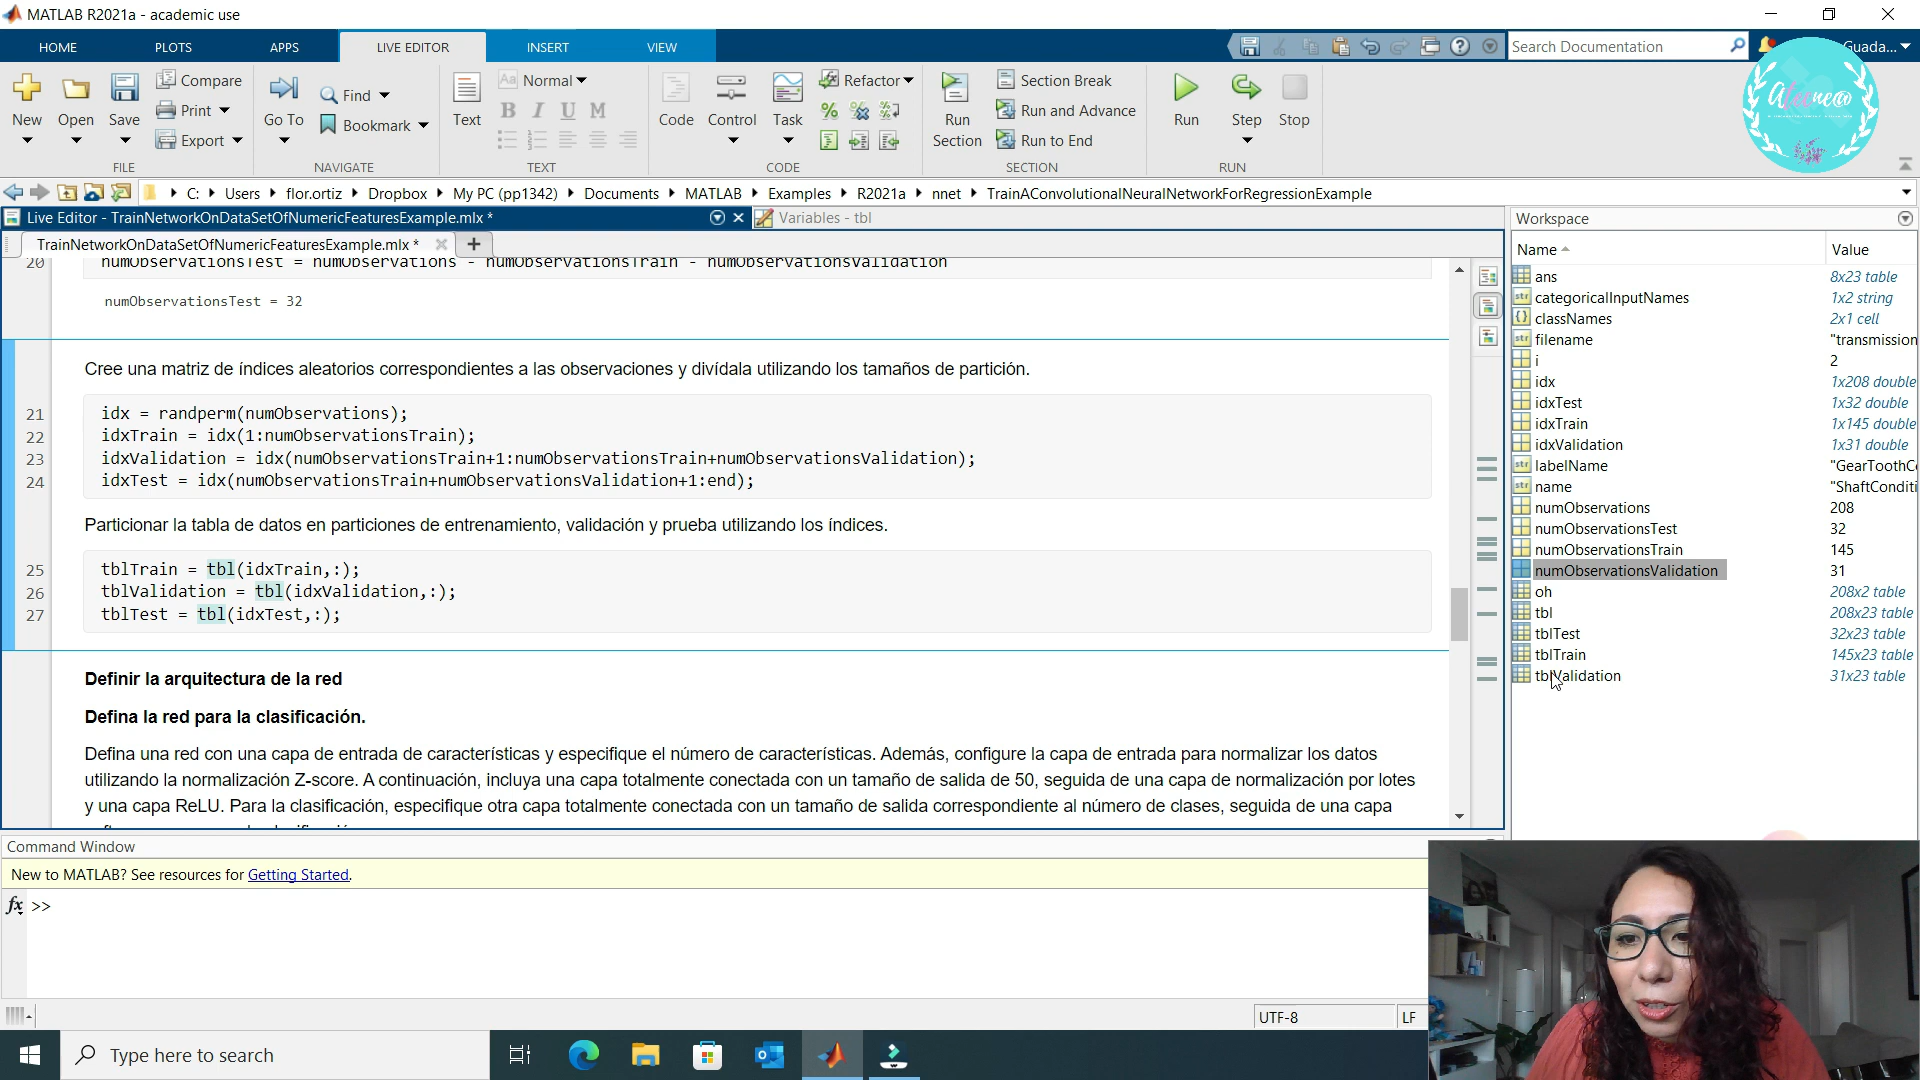 MATLAB R2021a - academic use
HOME PLOTS APPS LIVE EDITOR INSERT VIEW
Search Documentation
Guada...
New Open Save Compare Print Export
FILE
Go To Find Bookmark
NAVIGATE
Text Aa Normal B I U M
TEXT
Code Control Task Refactor
CODE
Run Section Section Break Run and Advance Run to End
SECTION
Run Step Stop
RUN
C: Users flor.ortiz Dropbox My PC (pp1342) Documents MATLAB Examples R2021a nnet TrainAConvolutionalNeuralNetworkForRegressionExample
Live Editor - TrainNetworkOnDataSetOfNumericFeaturesExample.mlx *
Variables - tbl
TrainNetworkOnDataSetOfNumericFeaturesExample.mlx *
20 numObservationsTest = numObservations - numObservationsTrain - numObservationsValidation
numObservationsTest = 32
Cree una matriz de índices aleatorios correspondientes a las observaciones y divídala utilizando los tamaños de partición.
21 idx = randperm(numObservations);
22 idxTrain = idx(1:numObservationsTrain);
23 idxValidation = idx(numObservationsTrain+1:numObservationsTrain+numObservationsValidation);
24 idxTest = idx(numObservationsTrain+numObservationsValidation+1:end);
Particionar la tabla de datos en particiones de entrenamiento, validación y prueba utilizando los índices.
25 tblTrain = tbl(idxTrain,:);
26 tblValidation = tbl(idxValidation,:);
27 tblTest = tbl(idxTest,:);
Definir la arquitectura de la red
Defina la red para la clasificación.
Defina una red con una capa de entrada de características y especifique el número de características. Además, configure la capa de entrada para normalizar los datos
utilizando la normalización Z-score. A continuación, incluya una capa totalmente conectada con un tamaño de salida de 50, seguida de una capa de normalización por lotes
y una capa ReLU. Para la clasificación, especifique otra capa totalmente conectada con un tamaño de salida correspondiente al número de clases, seguida de una capa
Workspace
Name Value
ans 8x23 table
categoricalInputNames 1x2 string
classNames 2x1 cell
filename "transmission
i 2
idx 1x208 double
idxTest 1x32 double
idxTrain 1x145 double
idxValidation 1x31 double
labelName "GearToothC
name "ShaftConditi
numObservations 208
numObservationsTest 32
numObservationsTrain 145
numObservationsValidation 31
oh 208x2 table
tbl 208x23 table
tblTest 32x23 table
tblTrain 145x23 table
tblValidation 31x23 table
Command Window
New to MATLAB? See resources for Getting Started.
fx >>
UTF-8 LF
Type here to search